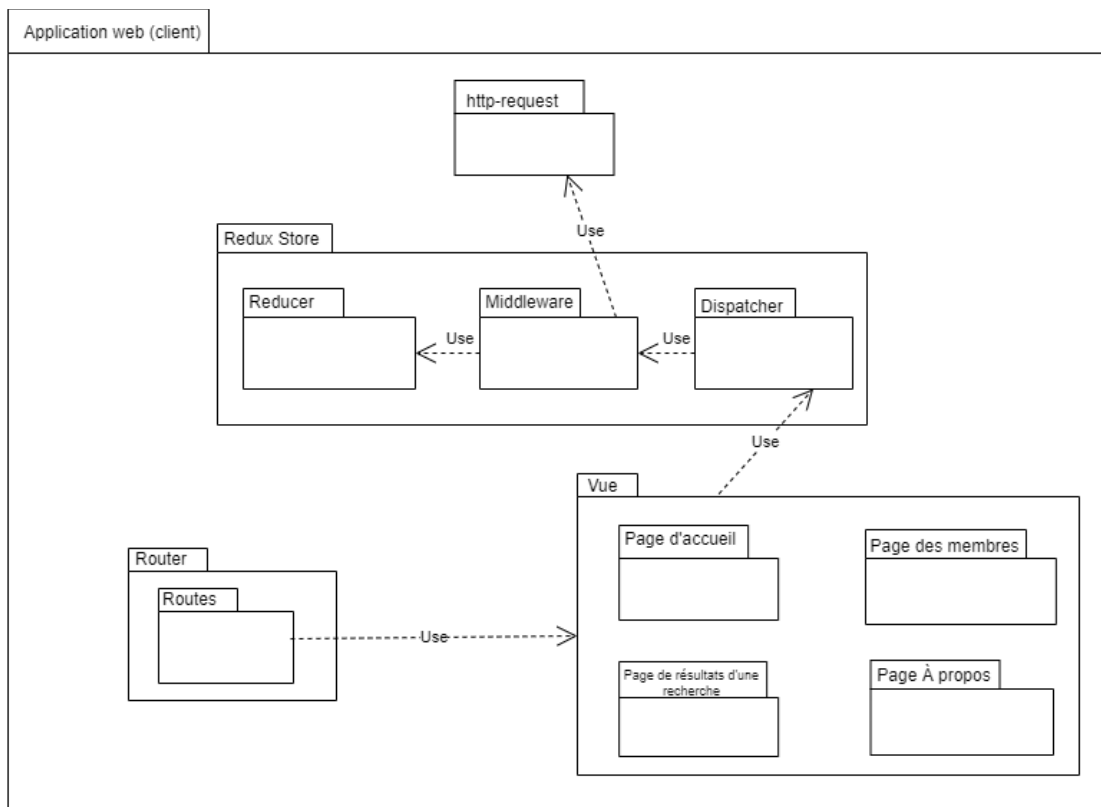 Application web (client)
http-request
Use
Redux Store
Reducer
Middleware
Dispatcher
Use
Use
Use
Vue
Page d'accueil
Page des membres
Router
Routes
Use
Page de résultats d'une
recherche
Page À propos